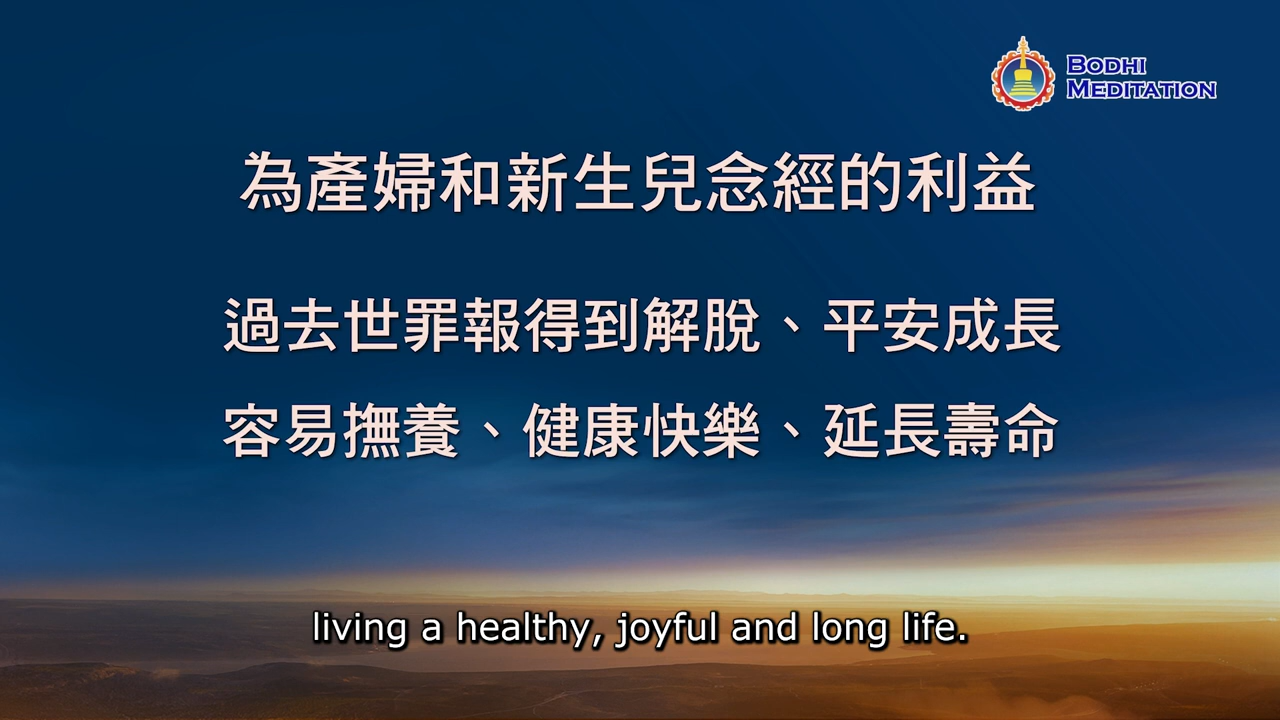 BODHI
MEDITATION
為產婦和新生兒念經的利益
過去世罪報得到解脫、平安成長
容易撫養、健康快樂、延長壽命
living a healthy, joyful and long life.